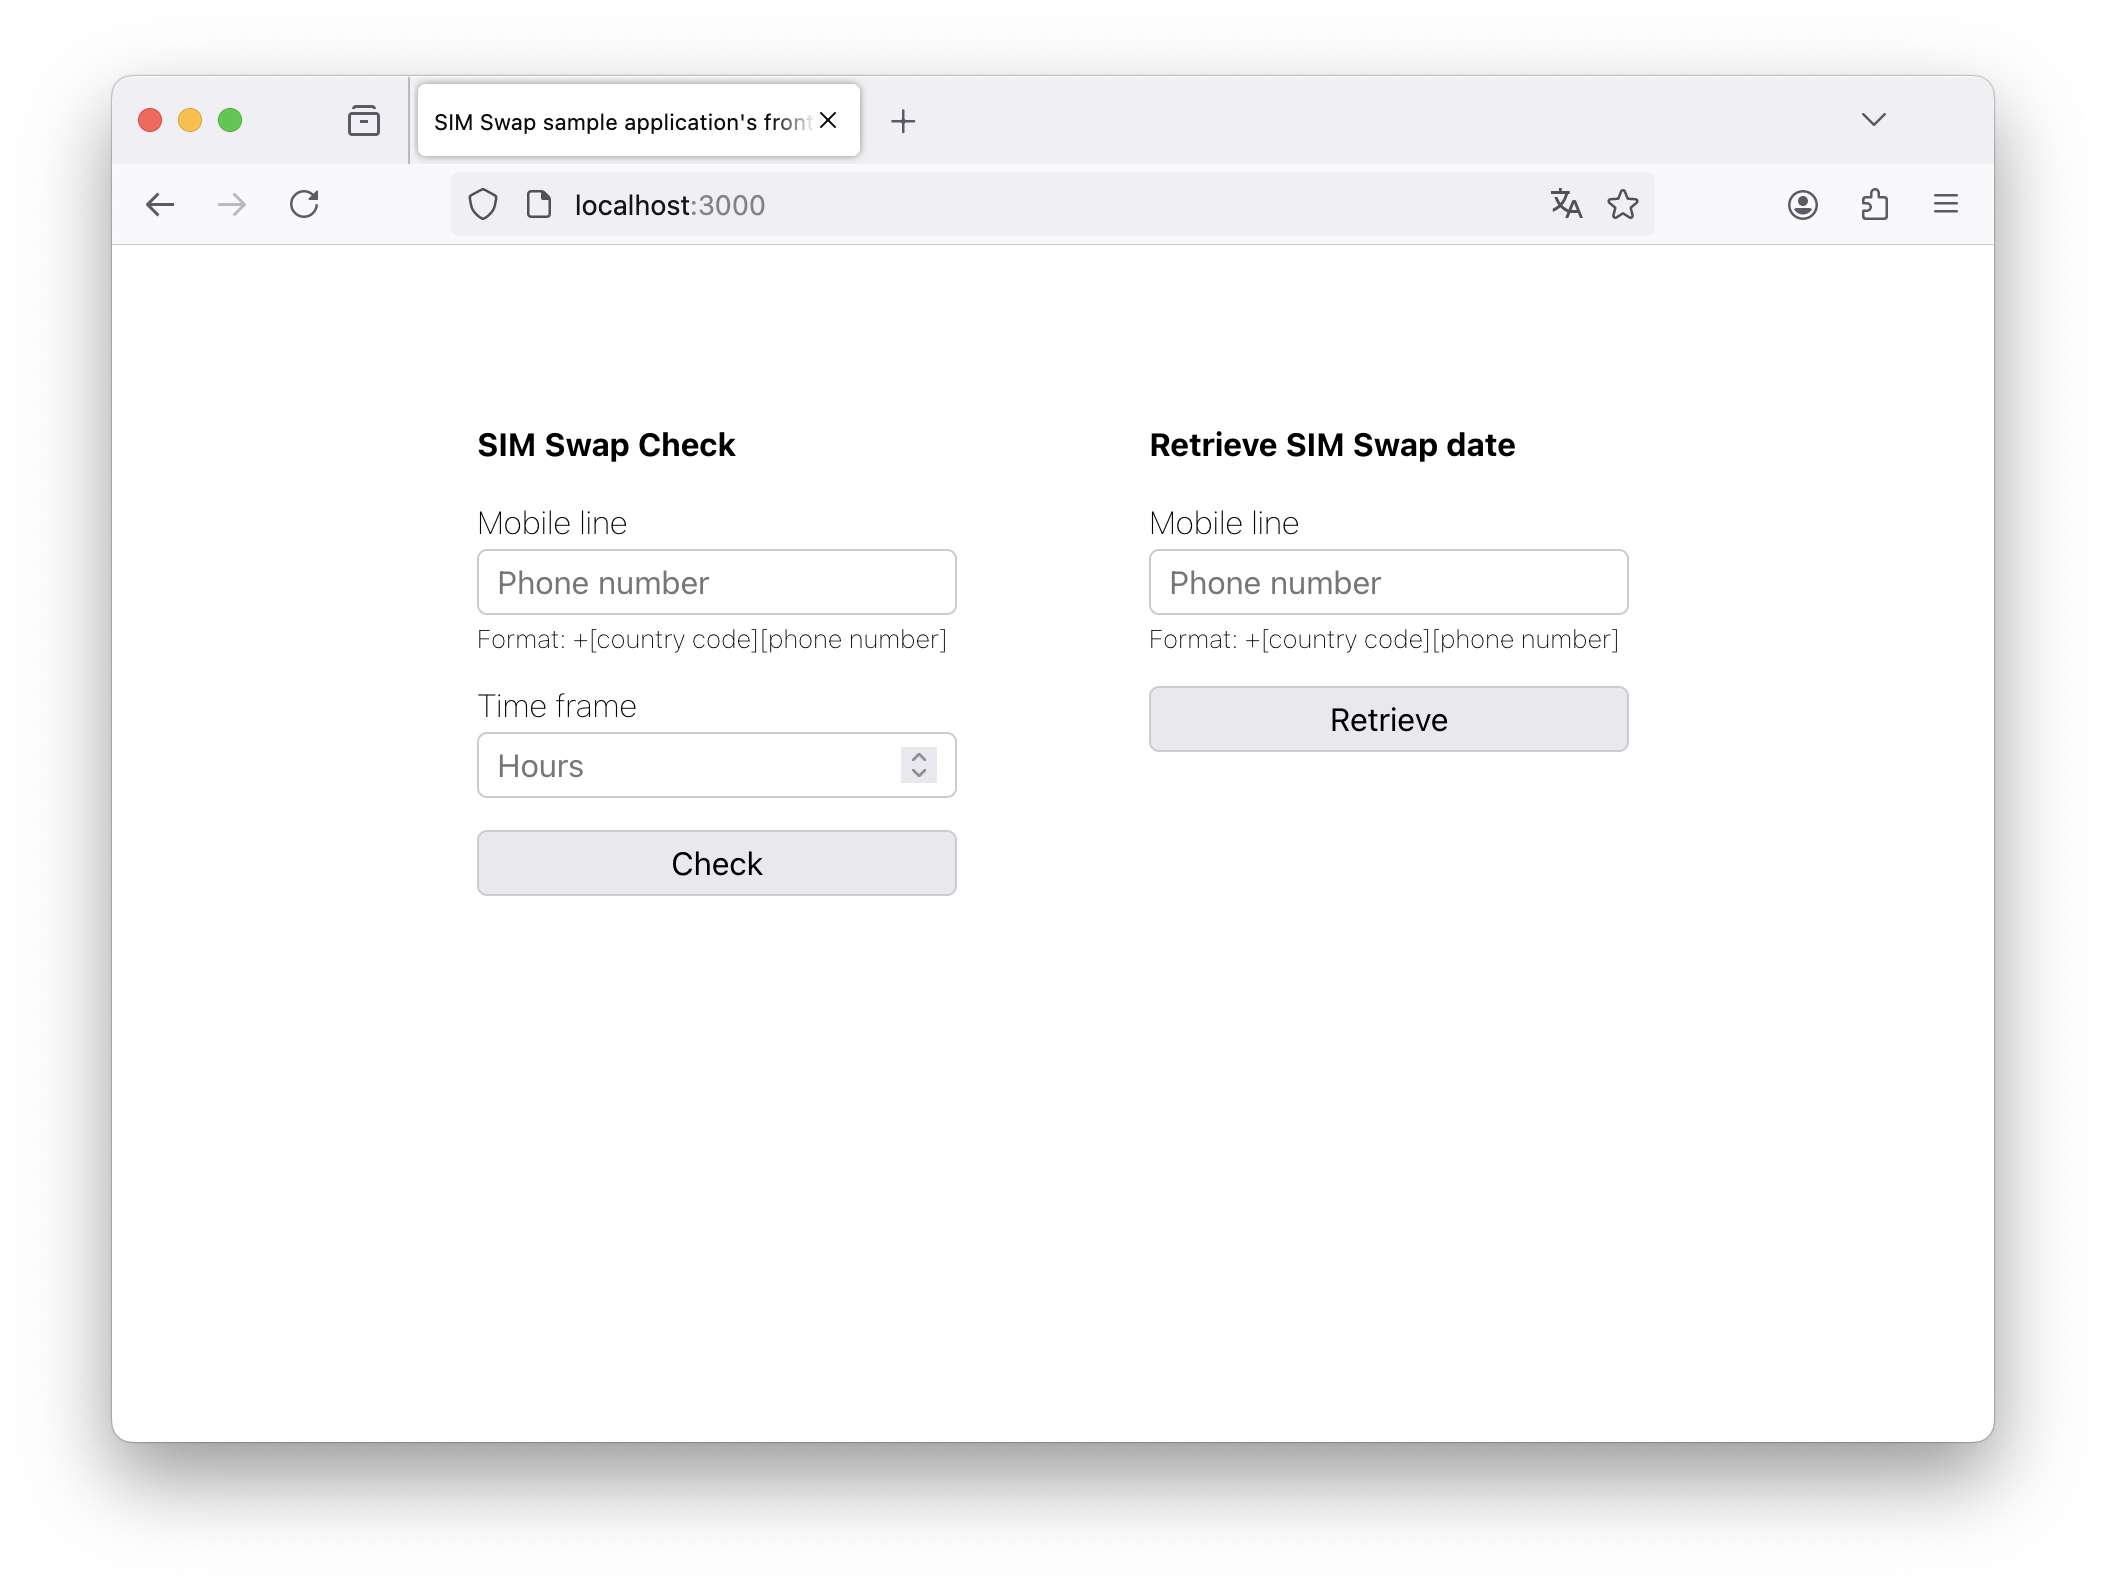 SIM Swap sample application's front
localhost:3000
SIM Swap Check
Mobile line
Phone number
Format: +[country code][phone number]
Time frame
Hours
Check
Retrieve SIM Swap date
Mobile line
Phone number
Format: +[country code][phone number]
Retrieve